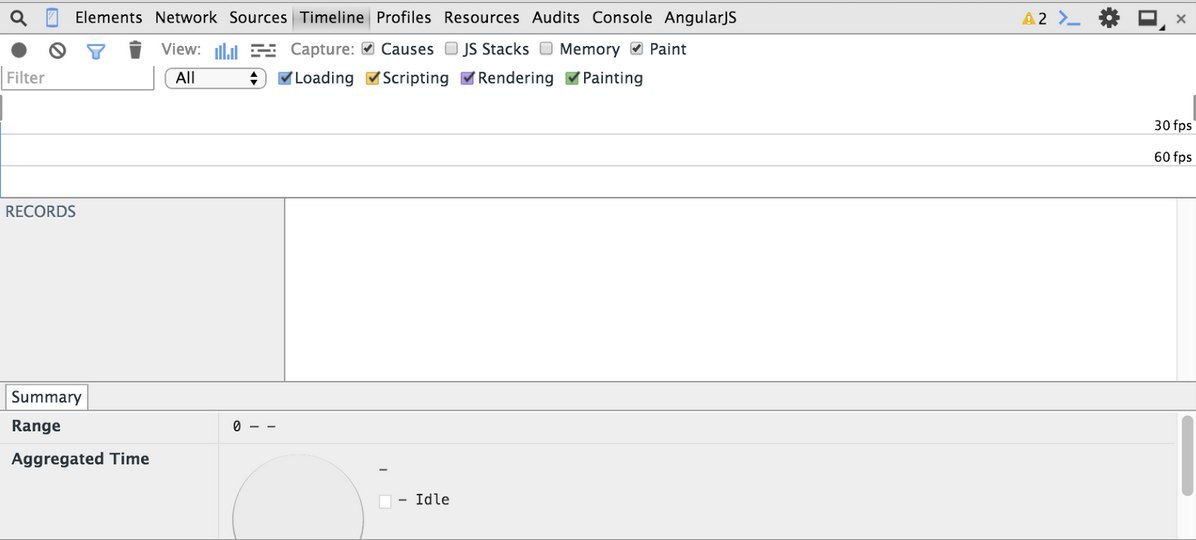 Elements Network Sources Timeline Profiles Resources Audits Console AngularJS 2
View: Capture: Causes JS Stacks Memory Paint
Filter All Loading Scripting Rendering Painting
30 fps
60 fps
RECORDS
Summary
Range 0 – –
Aggregated Time
–
– Idle